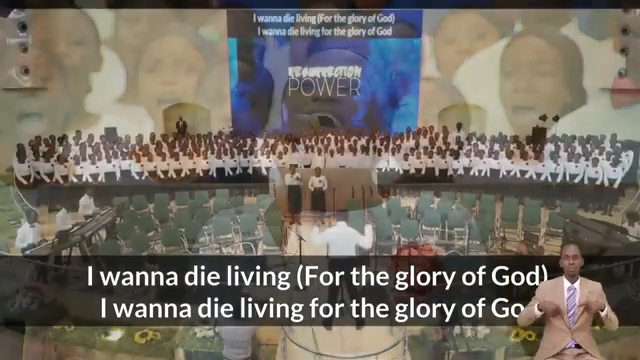 I wanna die living (For the glory of God)
I wanna die living for the glory of God
RESURRECTION
POWER
I wanna die living (For the glory of God)
I wanna die living for the glory of Go